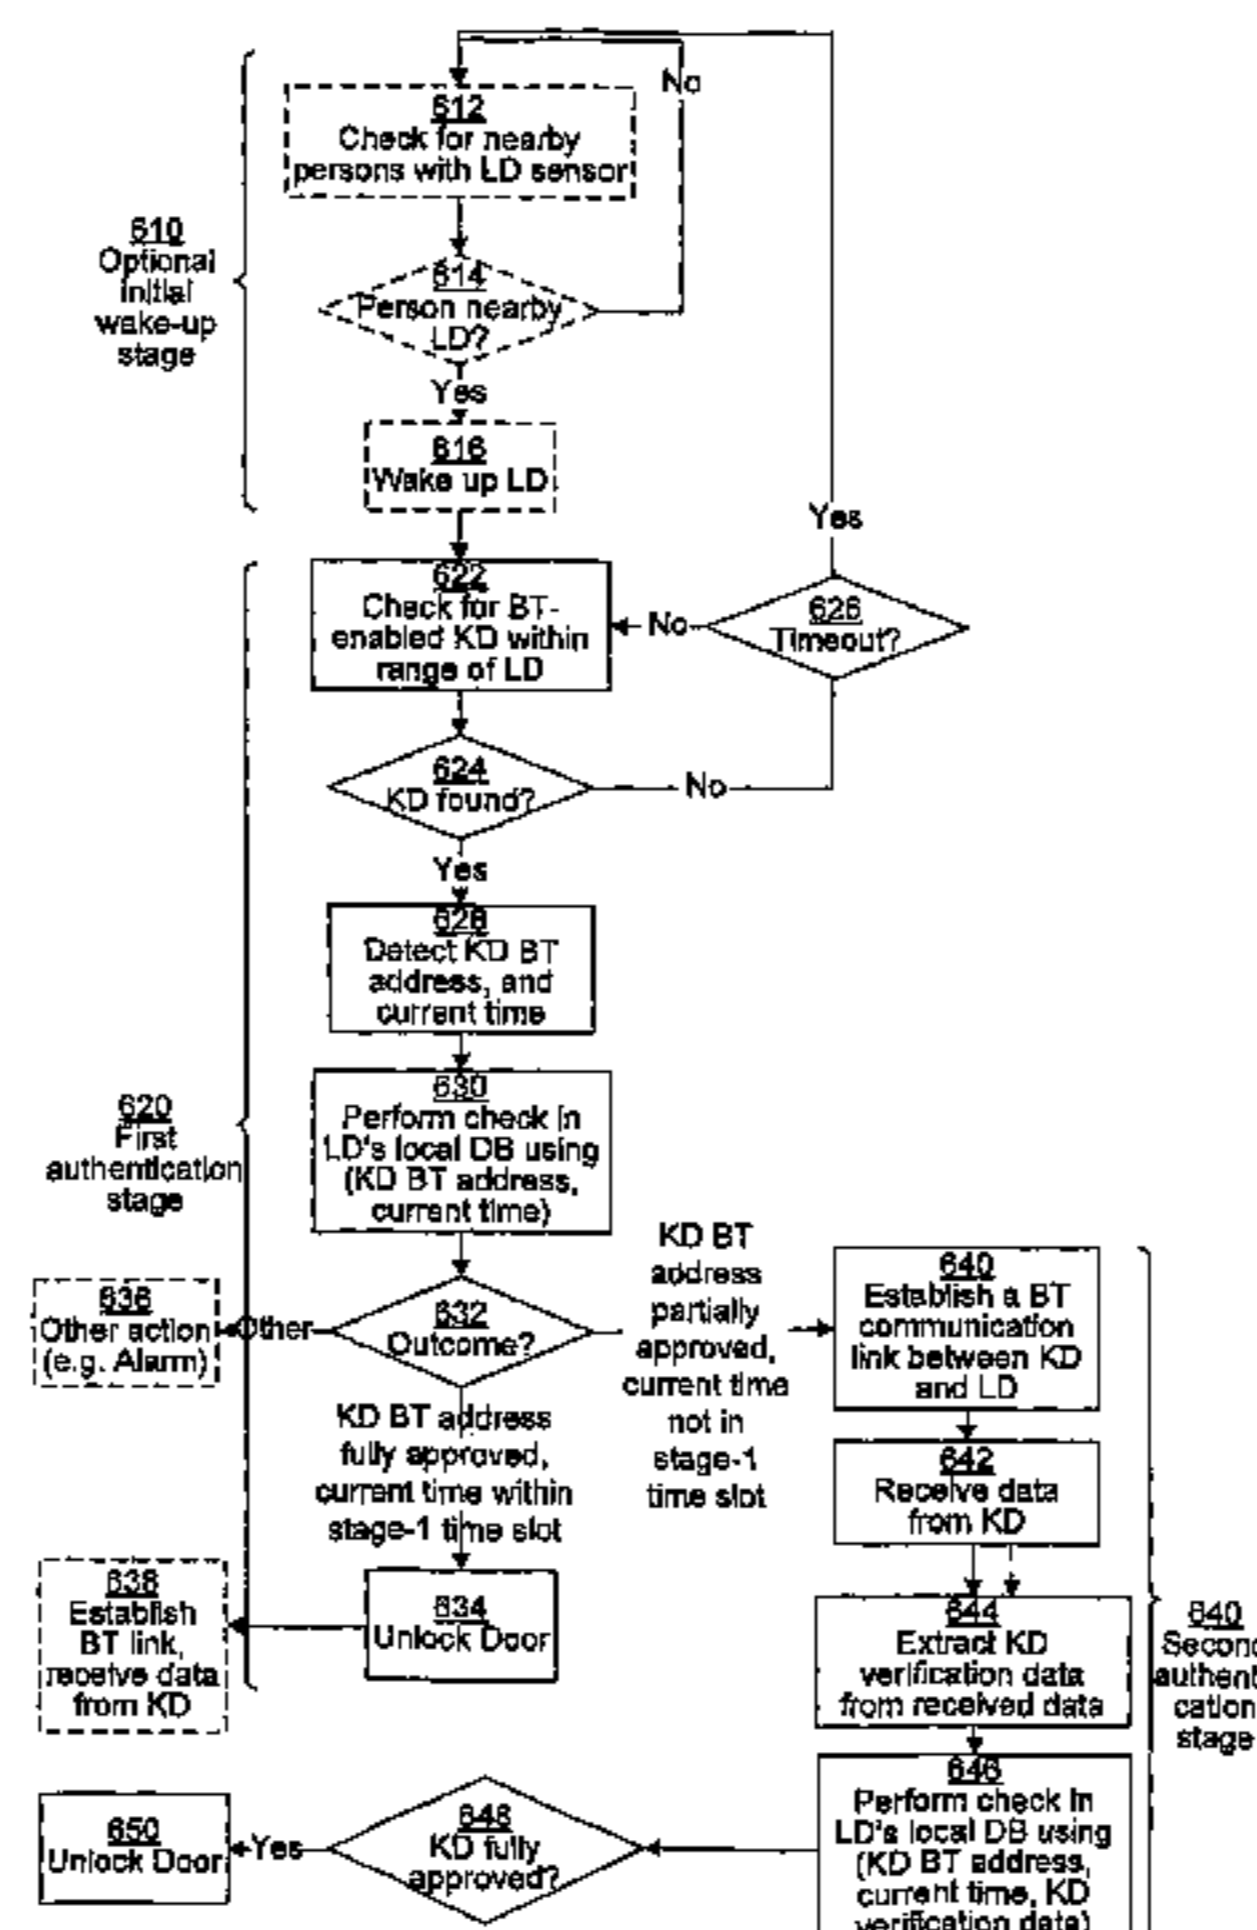 No
612
Check for nearby
persons with LD sensor
610
Optional
initial
wake-up
stage
614
Person nearby
LD?
Yes
616
Wake up LD
Yes
622
Check for BT-
enabled KD within
range of LD
No
626
Timeout?
624
KD found?
No
Yes
628
Detect KD BT
address, and
current time
630
Perform check in
LD's local DB using
(KD BT address,
current time)
620
First
authentication
stage
636
Other action
(e.g. Alarm)
Other
632
Outcome?
KD BT
address
partially
approved,
current time
not in
stage-1
time slot
640
Establish a BT
communication
link between KD
and LD
KD BT address
fully approved,
current time within
stage-1 time slot
642
Receive data
from KD
638
Establish
BT link,
receive data
from KD
634
Unlock Door
644
Extract KD
verification data
from received data
640
Second
authenti-
cation
stage
650
Unlock Door
Yes
648
KD fully
approved?
646
Perform check in
LD's local DB using
(KD BT address,
current time, KD
verification data)